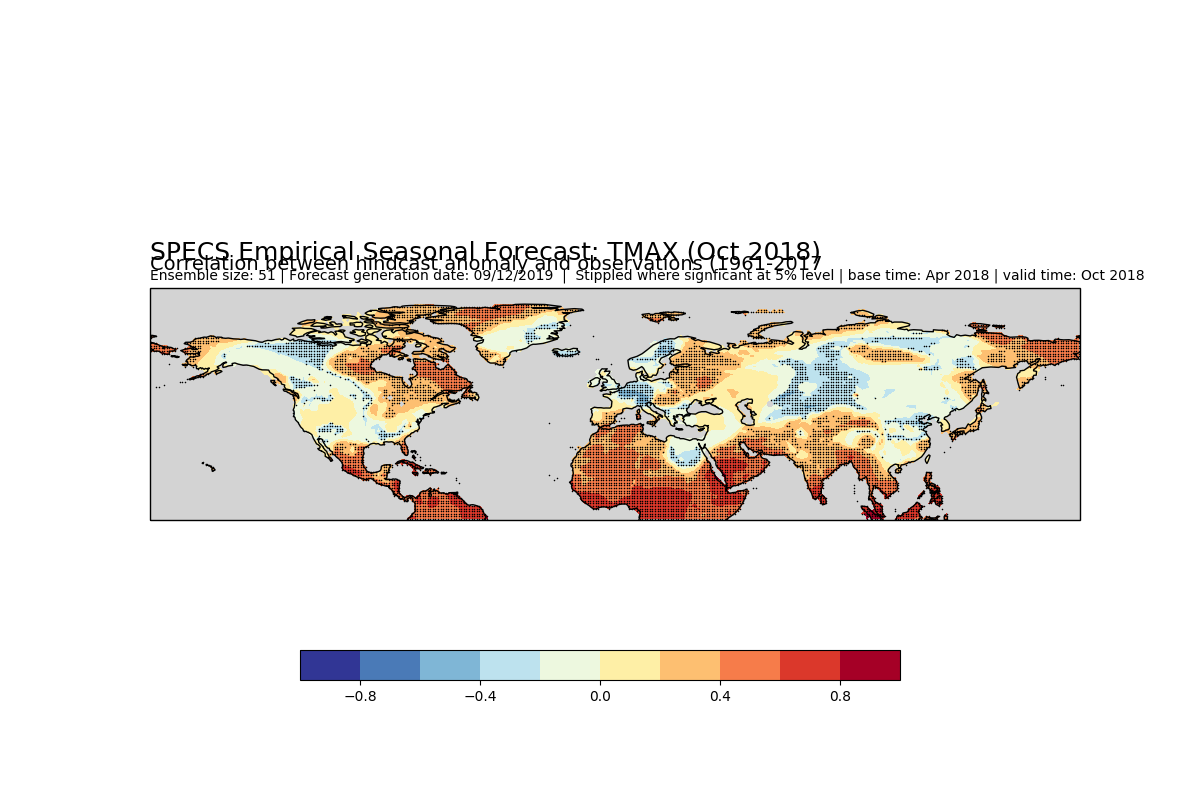 SPECS Empirical Seasonal Forecast: TMAX (Oct 2018)
Correlation between hindcast anomaly and observations (1961-2017
Ensemble size: 51 | Forecast generation date: 09/12/2019 | Stippled where signficant at 5% level | base time: Apr 2018 | valid time: Oct 2018
−0.8 −0.4 0.0 0.4 0.8